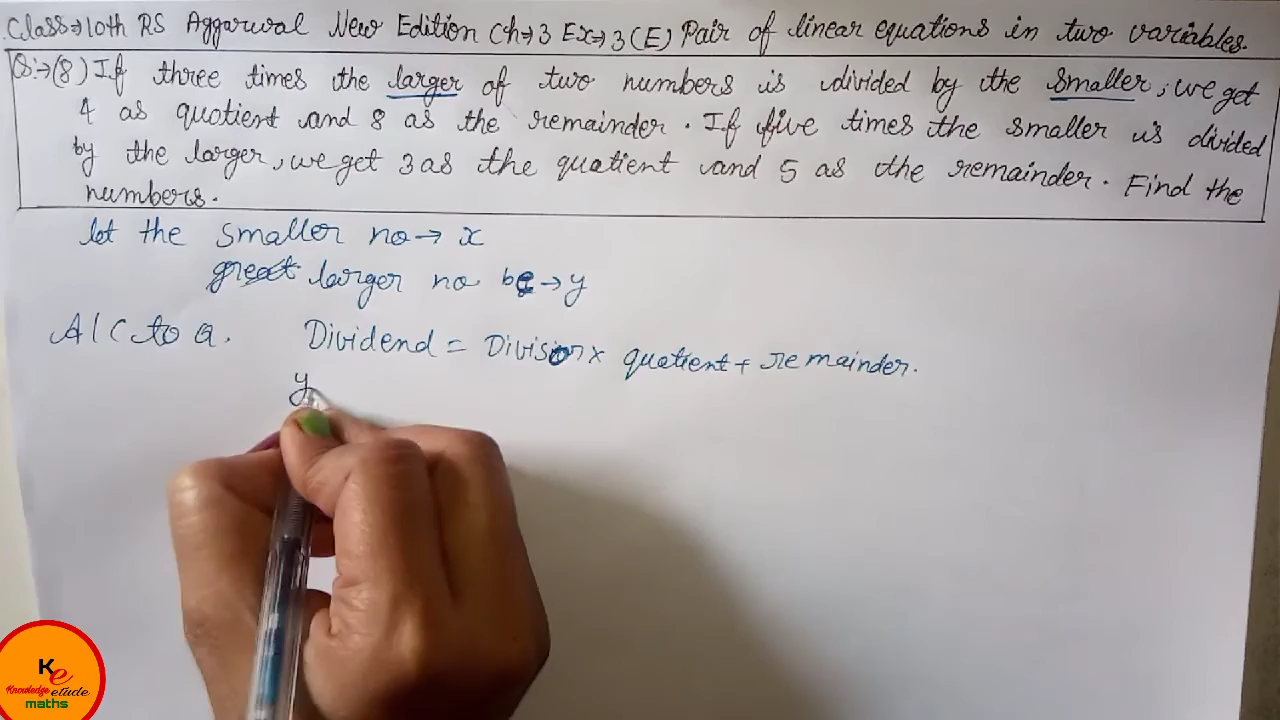 Class→10th RS Aggarwal New Edition Ch→3 Ex→3(E) Pair of linear equations in two variables.
Q:→(8) If three times the larger of two numbers is divided by the smaller, we get
4 as quotient and 8 as the remainder. If five times the smaller is divided
by the larger, we get 3 as the quotient and 5 as the remainder. Find the
numbers.
let the smaller no→ x
great larger no be→ y
A/C to Q. Dividend = Divisor× quotient + remainder.
y
Ke
Knowledge etude
maths